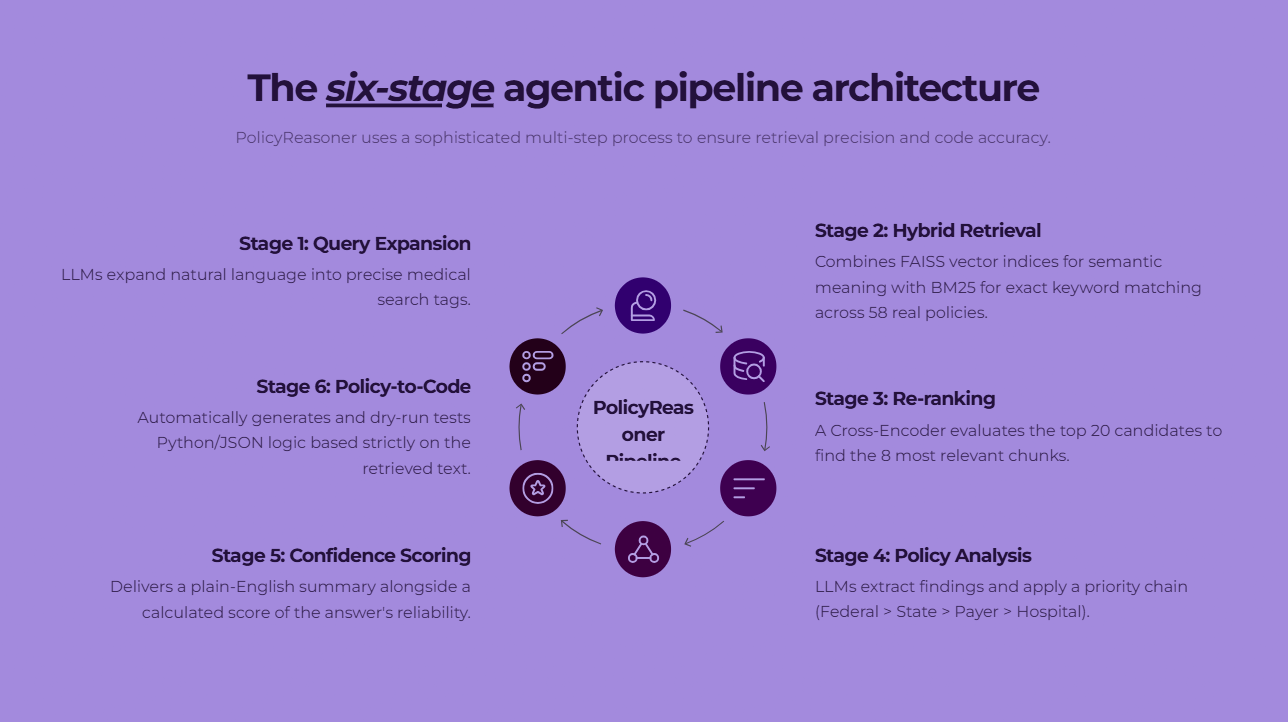 The six-stage agentic pipeline architecture
PolicyReasoner uses a sophisticated multi-step process to ensure retrieval precision and code accuracy.
Stage 1: Query Expansion
LLMs expand natural language into precise medical
search tags.
Stage 2: Hybrid Retrieval
Combines FAISS vector indices for semantic
meaning with BM25 for exact keyword matching
across 58 real policies.
Stage 3: Re-ranking
A Cross-Encoder evaluates the top 20 candidates to
find the 8 most relevant chunks.
Stage 4: Policy Analysis
LLMs extract findings and apply a priority chain
(Federal > State > Payer > Hospital).
Stage 5: Confidence Scoring
Delivers a plain-English summary alongside a
calculated score of the answer's reliability.
Stage 6: Policy-to-Code
Automatically generates and dry-run tests
Python/JSON logic based strictly on the
retrieved text.
PolicyReas
oner
Pipeline